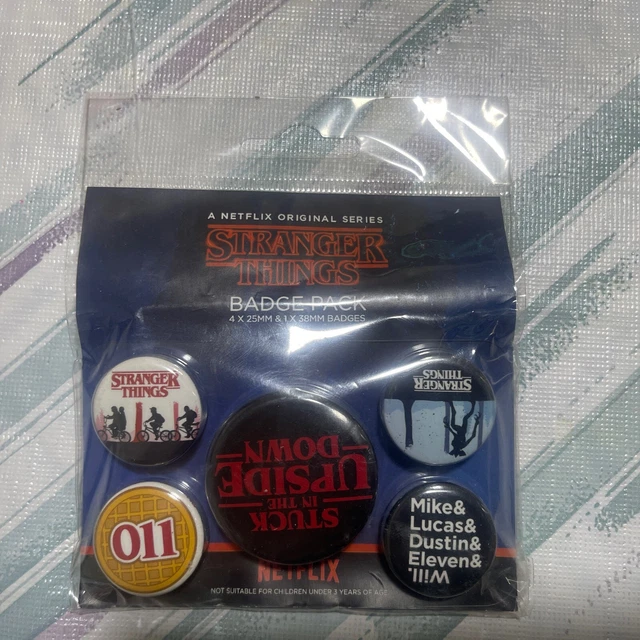 A NETFLIX ORIGINAL SERIES
STRANGER
THINGS
BADGE PACK
4 X 25MM & 1 X 38MM BADGES
STRANGER
THINGS
STRANGER
THINGS
STUCK
IN THE
UPSIDE
DOWN
011
Mike&
Lucas&
Dustin&
Eleven&
Will.
NETFLIX
NOT SUITABLE FOR CHILDREN UNDER 3 YEARS OF AGE